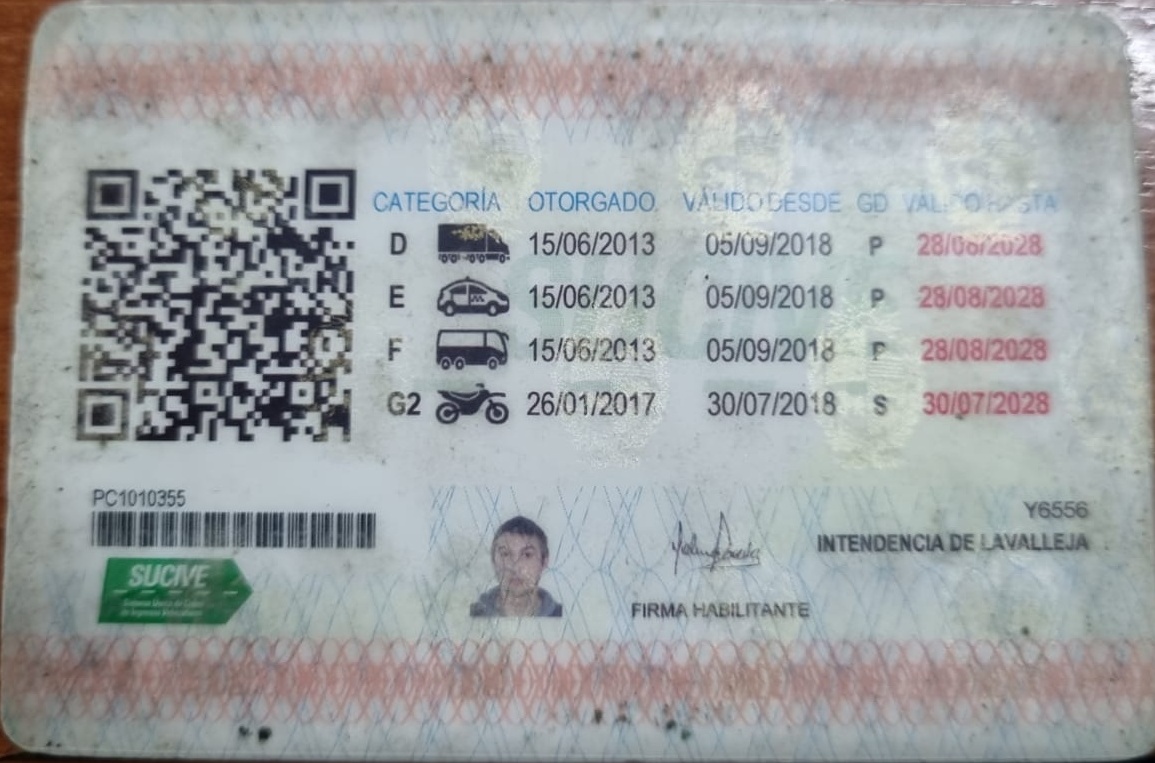 CATEGORÍA OTORGADO VÁLIDO DESDE GD VÁLIDO HASTA
D 15/06/2013 05/09/2018 P 28/08/2028
E 15/06/2013 05/09/2018 P 28/08/2028
F 15/06/2013 05/09/2018 P 28/08/2028
G2 26/01/2017 30/07/2018 S 30/07/2028
PC1010355
SUCIVE
Y6556
INTENDENCIA DE LAVALLEJA
FIRMA HABILITANTE